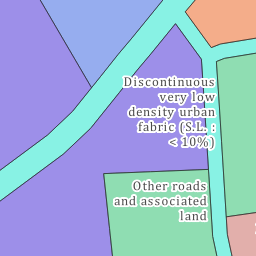 Discontinuous
very low
density urban
fabric (S.L. :
< 10%)
Other roads
and associated
land